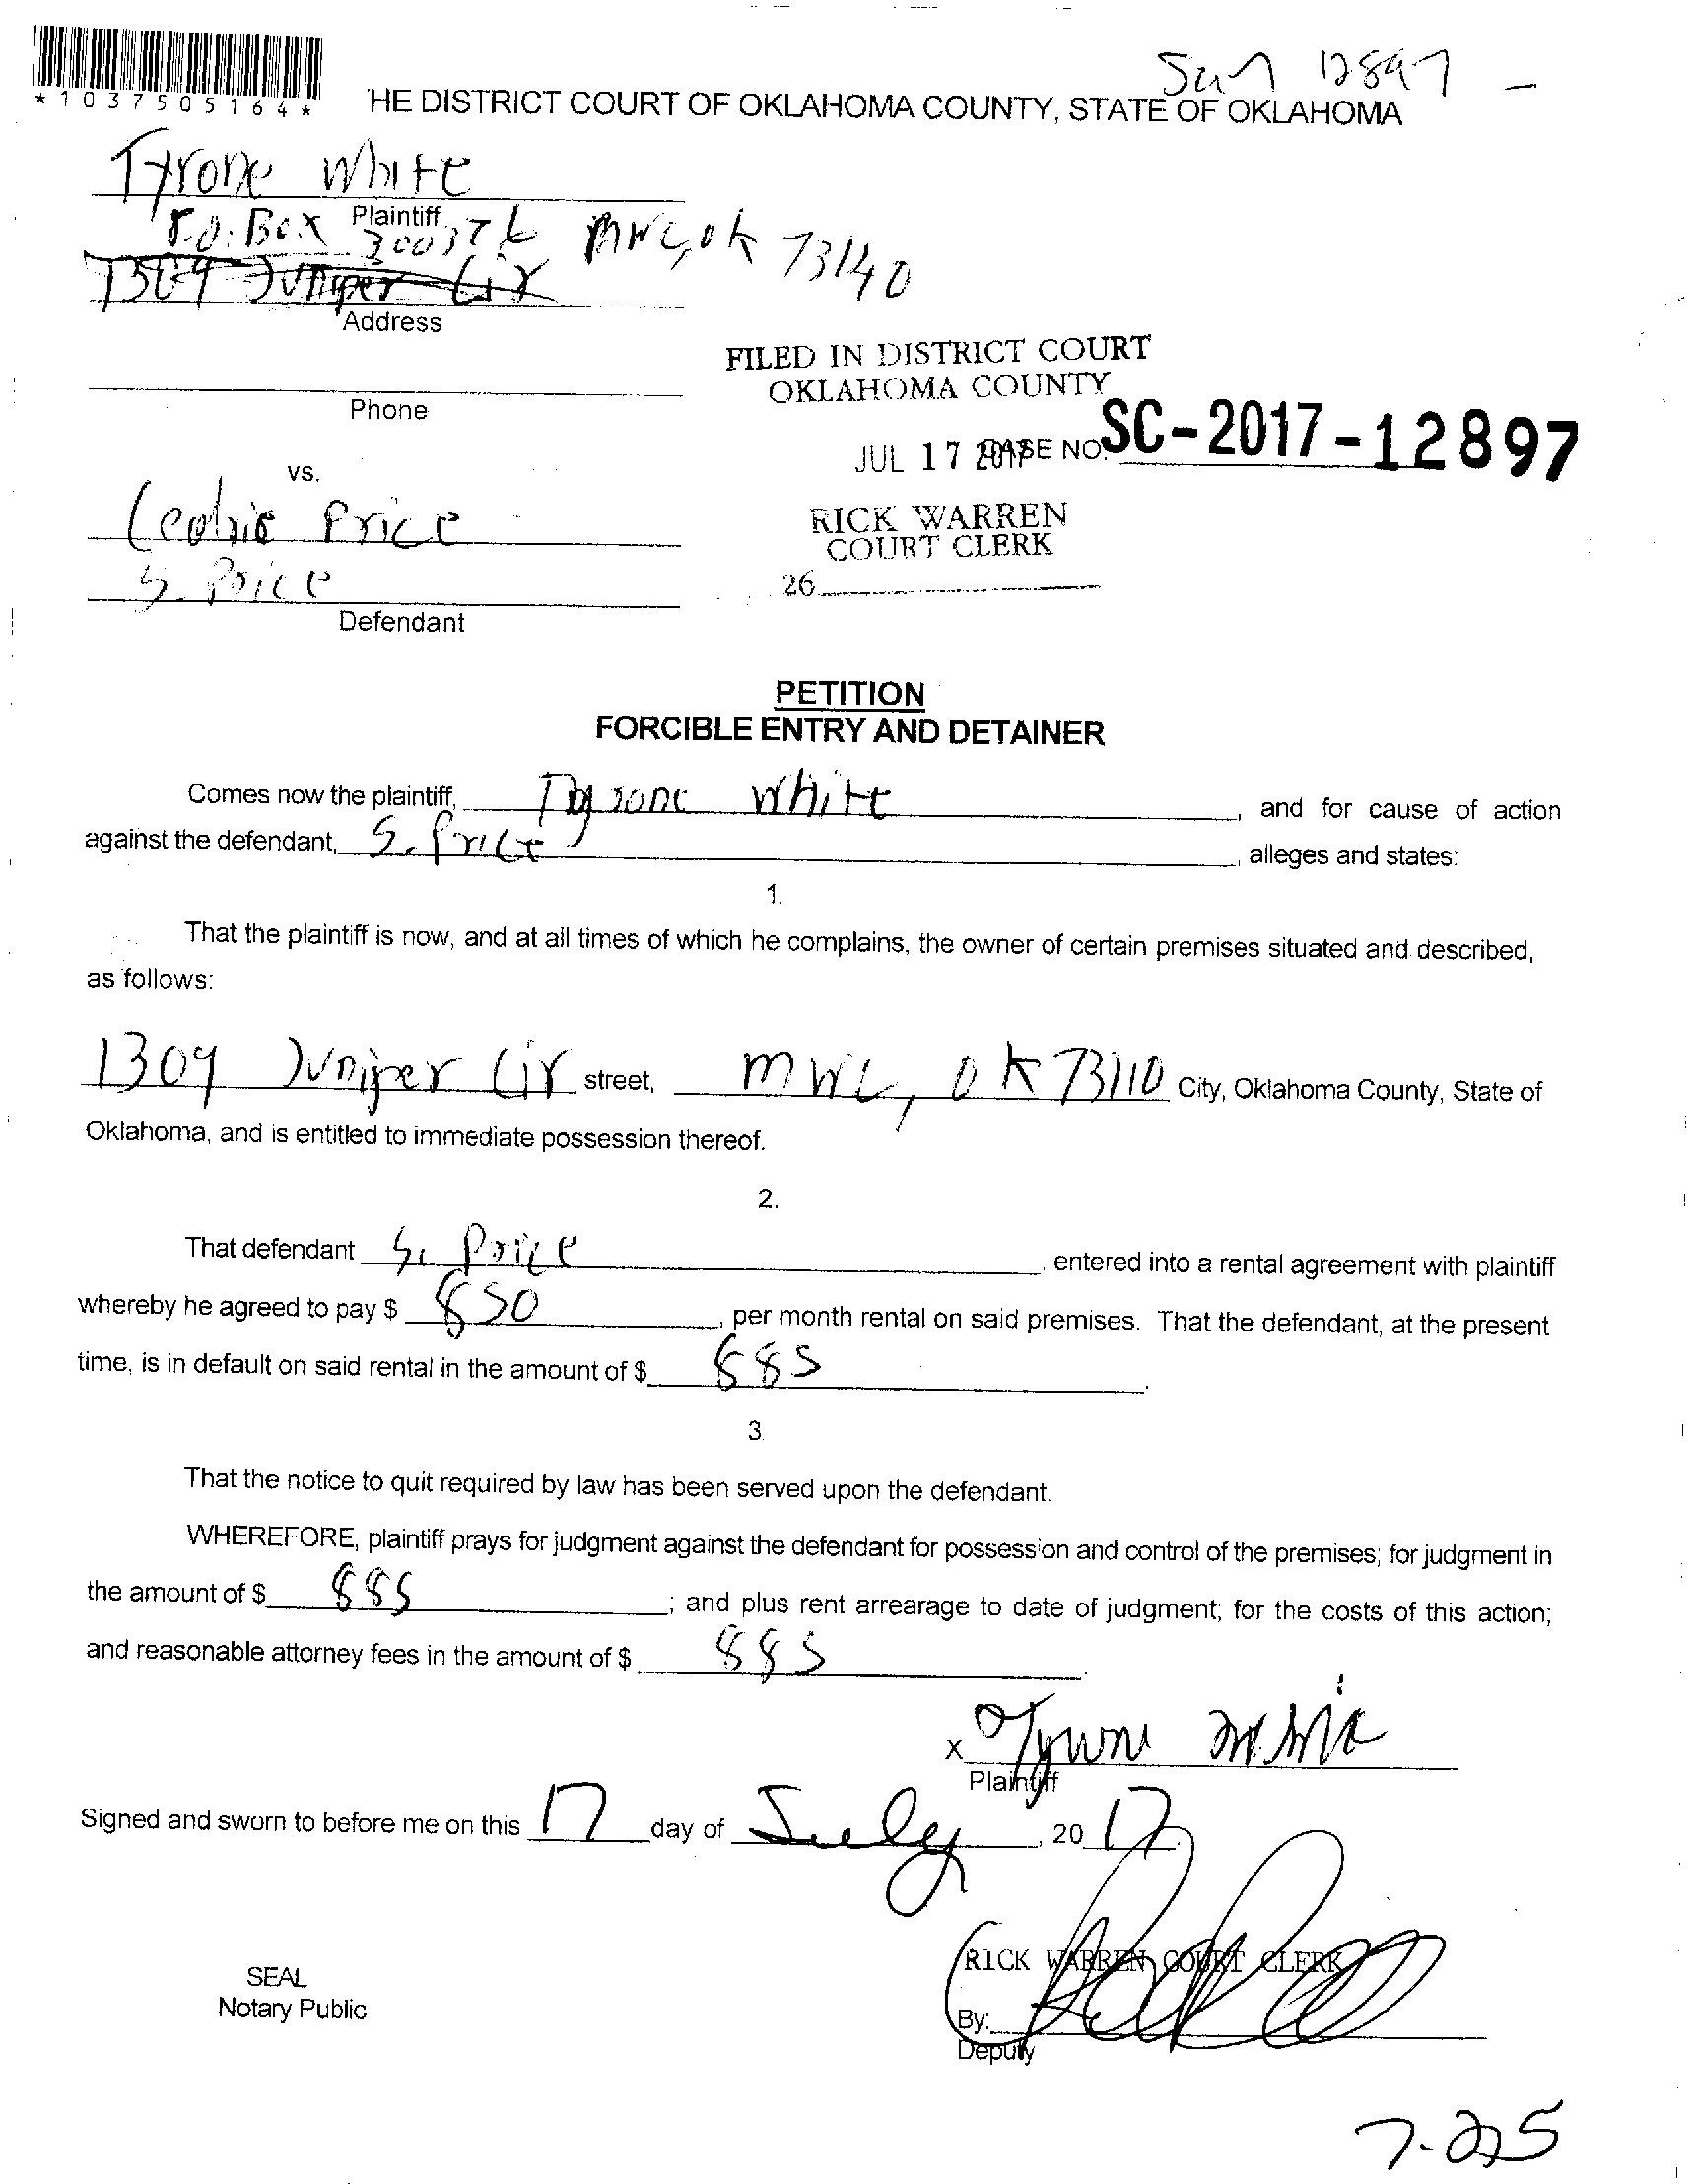 *1037505164*
12897
HE DISTRICT COURT OF OKLAHOMA COUNTY, STATE OF OKLAHOMA
Tyrone White
Plaintiff
P.O. Box 300376 MWC, OK 73140
1309 Juniper Cir
Address
FILED IN DISTRICT COURT
OKLAHOMA COUNTY
Phone
JUL 17 2017 CASE NO. SC-2017-12897
vs.
Cedric Price
RICK WARREN
COURT CLERK
S. Price
26
Defendant
PETITION
FORCIBLE ENTRY AND DETAINER
Comes now the plaintiff, Tyrone White, and for cause of action
against the defendant, S. Price, alleges and states:
1.
That the plaintiff is now, and at all times of which he complains, the owner of certain premises situated and described,
as follows:
1309 Juniper Cir street, MWC, OK 73110 City, Oklahoma County, State of
Oklahoma, and is entitled to immediate possession thereof.
2.
That defendant S. Price, entered into a rental agreement with plaintiff
whereby he agreed to pay $ 850, per month rental on said premises. That the defendant, at the present
time, is in default on said rental in the amount of $ 885.
3.
That the notice to quit required by law has been served upon the defendant.
WHEREFORE, plaintiff prays for judgment against the defendant for possession and control of the premises; for judgment in
the amount of $ 885; and plus rent arrearage to date of judgment; for the costs of this action;
and reasonable attorney fees in the amount of $ 885.
x Tyrone
Plaintiff
Signed and sworn to before me on this 17 day of July, 2017.
RICK WARREN COURT CLERK
SEAL
Notary Public
By:
Deputy
7-25